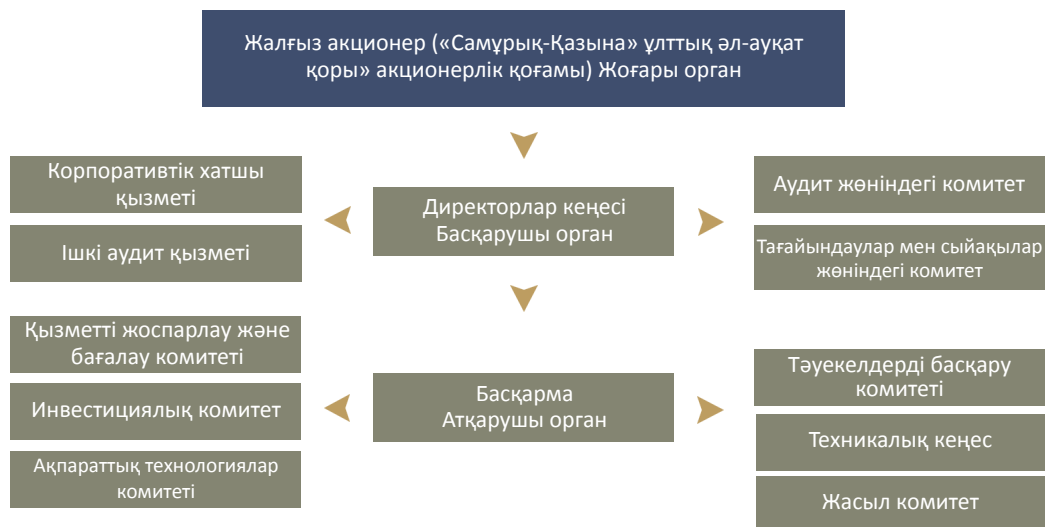 Жалғыз акционер («Самұрық-Қазына» ұлттық әл-ауқат
қоры» акционерлік қоғамы) Жоғары орган
Корпоративтік хатшы
қызметі
Ішкі аудит қызметі
Директорлар кеңесі
Басқарушы орган
Аудит жөніндегі комитет
Тағайындаулар мен сыйақылар
жөніндегі комитет
Қызметті жоспарлау және
бағалау комитеті
Инвестициялық комитет
Ақпараттық технологиялар
комитеті
Басқарма
Атқарушы орган
Тәуекелдерді басқару
комитеті
Техникалық кеңес
Жасыл комитет